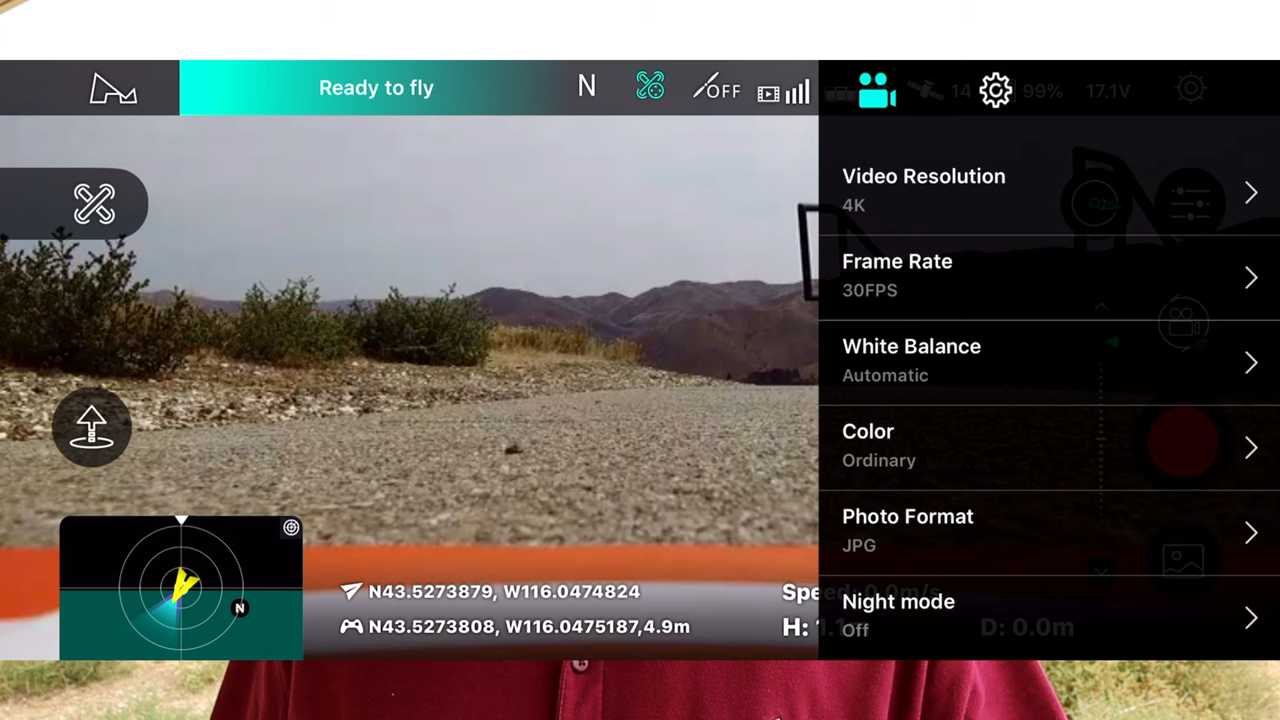 Ready to fly
N
OFF
14
99%
17.1V
Video Resolution
4K
Frame Rate
30FPS
White Balance
Automatic
Color
Ordinary
Photo Format
JPG
Night mode
Off
N
N43.5273879, W116.0474824
N43.5273808, W116.0475187,4.9m
D: 0.0m